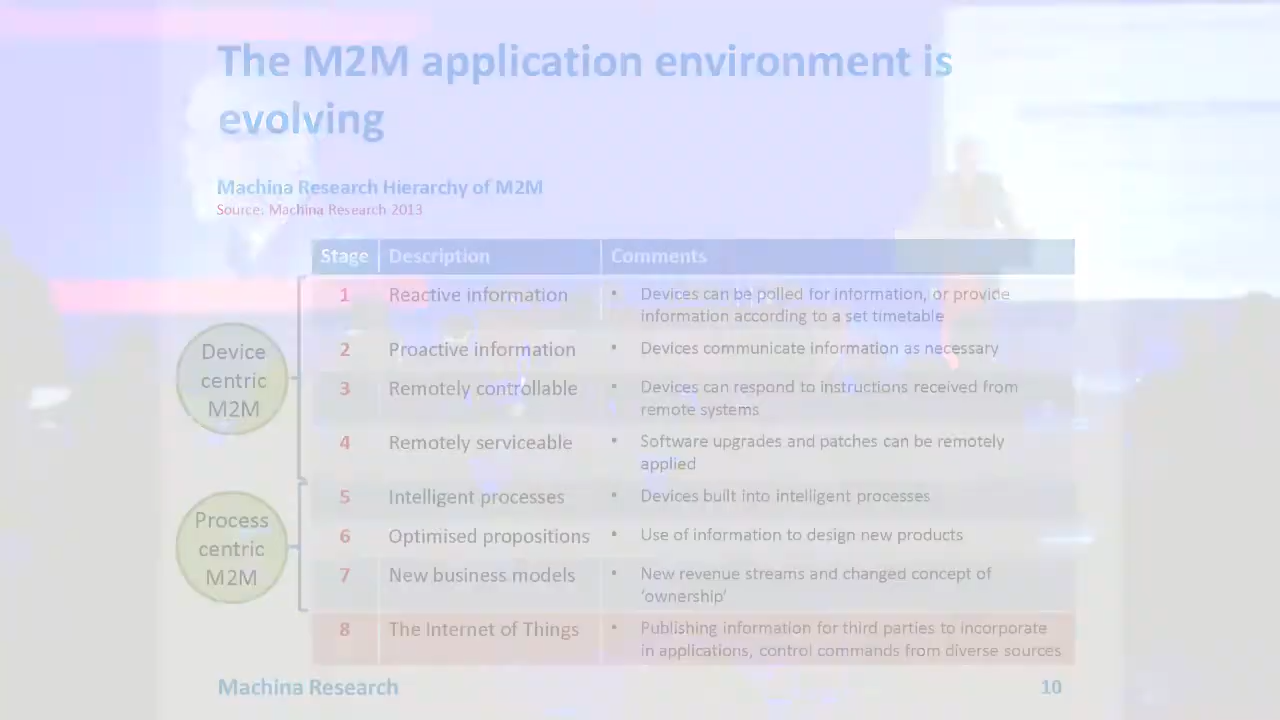 The M2M application environment is
evolving
Machina Research Hierarchy of M2M
Source: Machina Research 2013
Stage Description Comments
1 Reactive information • Devices can be polled for information, or provide
information according to a set timetable
2 Proactive information • Devices communicate information as necessary
Device
centric
M2M
3 Remotely controllable • Devices can respond to instructions received from
remote systems
4 Remotely serviceable • Software upgrades and patches can be remotely
applied
5 Intelligent processes • Devices built into intelligent processes
Process
centric
M2M
6 Optimised propositions • Use of information to design new products
7 New business models • New revenue streams and changed concept of
‘ownership’
8 The Internet of Things • Publishing information for third parties to incorporate
in applications, control commands from diverse sources
Machina Research 10